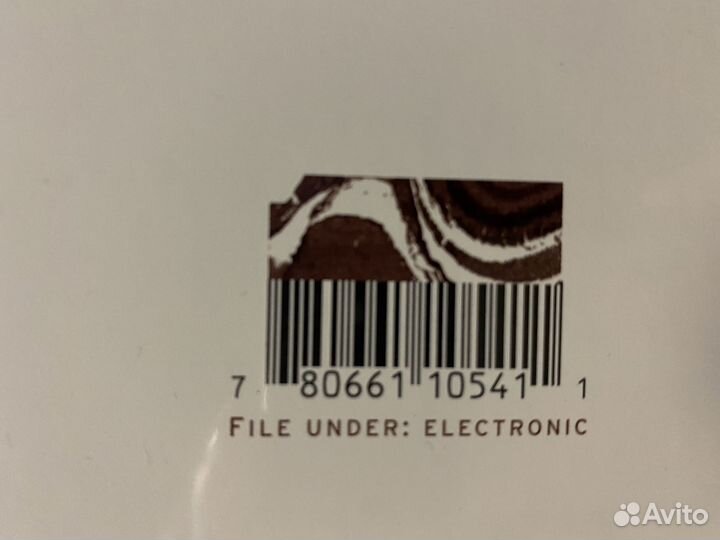 7 80661 10541 1
FILE UNDER: ELECTRONIC
Avito